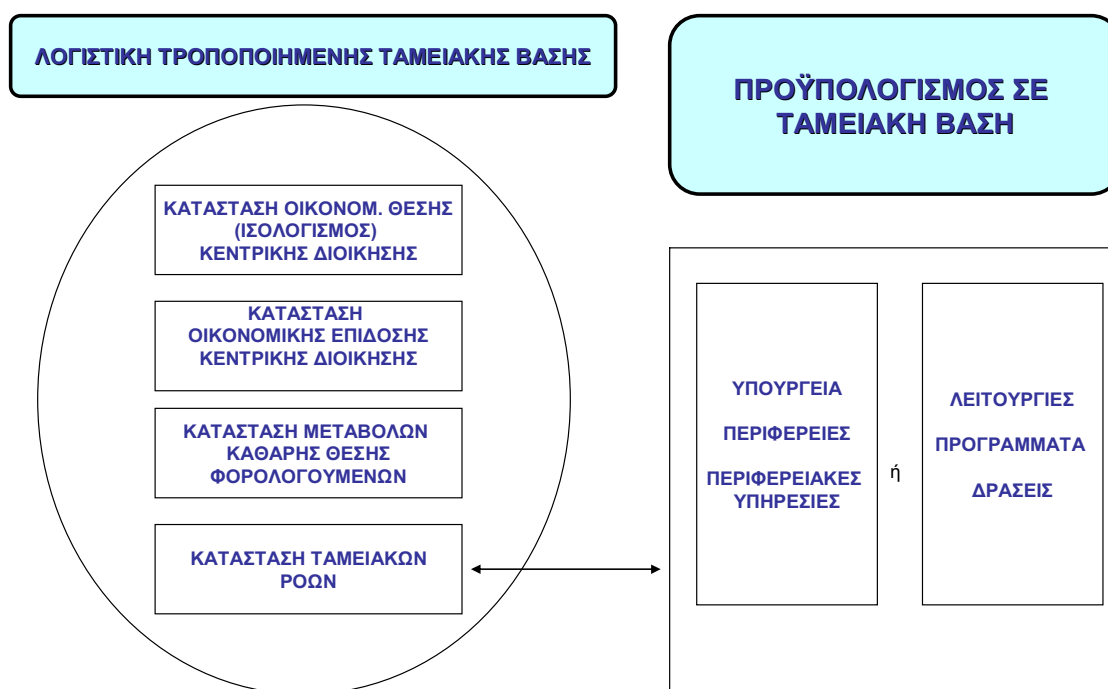 ΛΟΓΙΣΤΙΚΗ ΤΡΟΠΟΠΟΙΗΜΕΝΗΣ ΤΑΜΕΙΑΚΗΣ ΒΑΣΗΣ
ΠΡΟΫΠΟΛΟΓΙΣΜΟΣ ΣΕ
ΤΑΜΕΙΑΚΗ ΒΑΣΗ
ΚΑΤΑΣΤΑΣΗ ΟΙΚΟΝΟΜ. ΘΕΣΗΣ
(ΙΣΟΛΟΓΙΣΜΟΣ)
ΚΕΝΤΡΙΚΗΣ ΔΙΟΙΚΗΣΗΣ
ΚΑΤΑΣΤΑΣΗ
ΟΙΚΟΝΟΜΙΚΗΣ ΕΠΙΔΟΣΗΣ
ΚΕΝΤΡΙΚΗΣ ΔΙΟΙΚΗΣΗΣ
ΚΑΤΑΣΤΑΣΗ ΜΕΤΑΒΟΛΩΝ
ΚΑΘΑΡΗΣ ΘΕΣΗΣ
ΦΟΡΟΛΟΓΟΥΜΕΝΩΝ
ΚΑΤΑΣΤΑΣΗ ΤΑΜΕΙΑΚΩΝ
ΡΟΩΝ
ΥΠΟΥΡΓΕΙΑ
ΠΕΡΙΦΕΡΕΙΕΣ
ΠΕΡΙΦΕΡΕΙΑΚΕΣ
ΥΠΗΡΕΣΙΕΣ
ή
ΛΕΙΤΟΥΡΓΙΕΣ
ΠΡΟΓΡΑΜΜΑΤΑ
ΔΡΑΣΕΙΣ